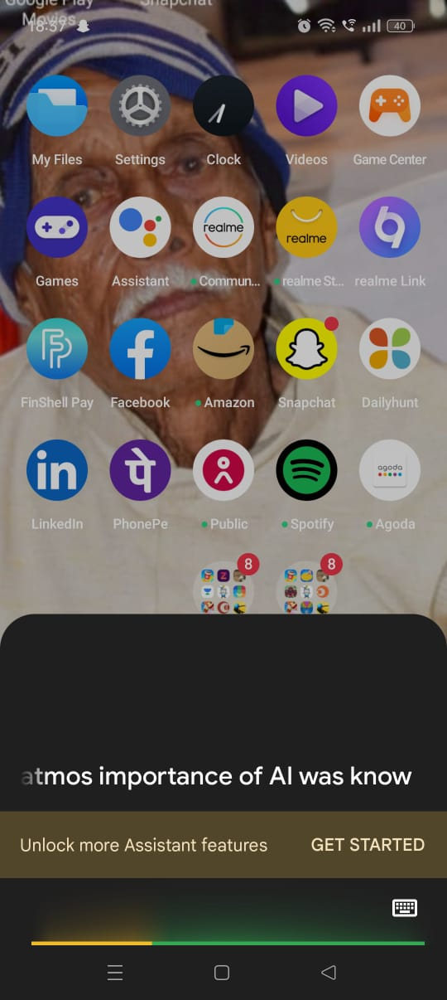 Google Play
Snapchat
Movies
18:37
40
My Files
Settings
Clock
Videos
Game Center
realme
realme
Games
Assistant
Commun...
realme St...
realme Link
FinShell Pay
Facebook
Amazon
Snapchat
Dailyhunt
in
पे
agoda
LinkedIn
PhonePe
Public
Spotify
Agoda
8
8
atmos importance of AI was know
Unlock more Assistant features
GET STARTED